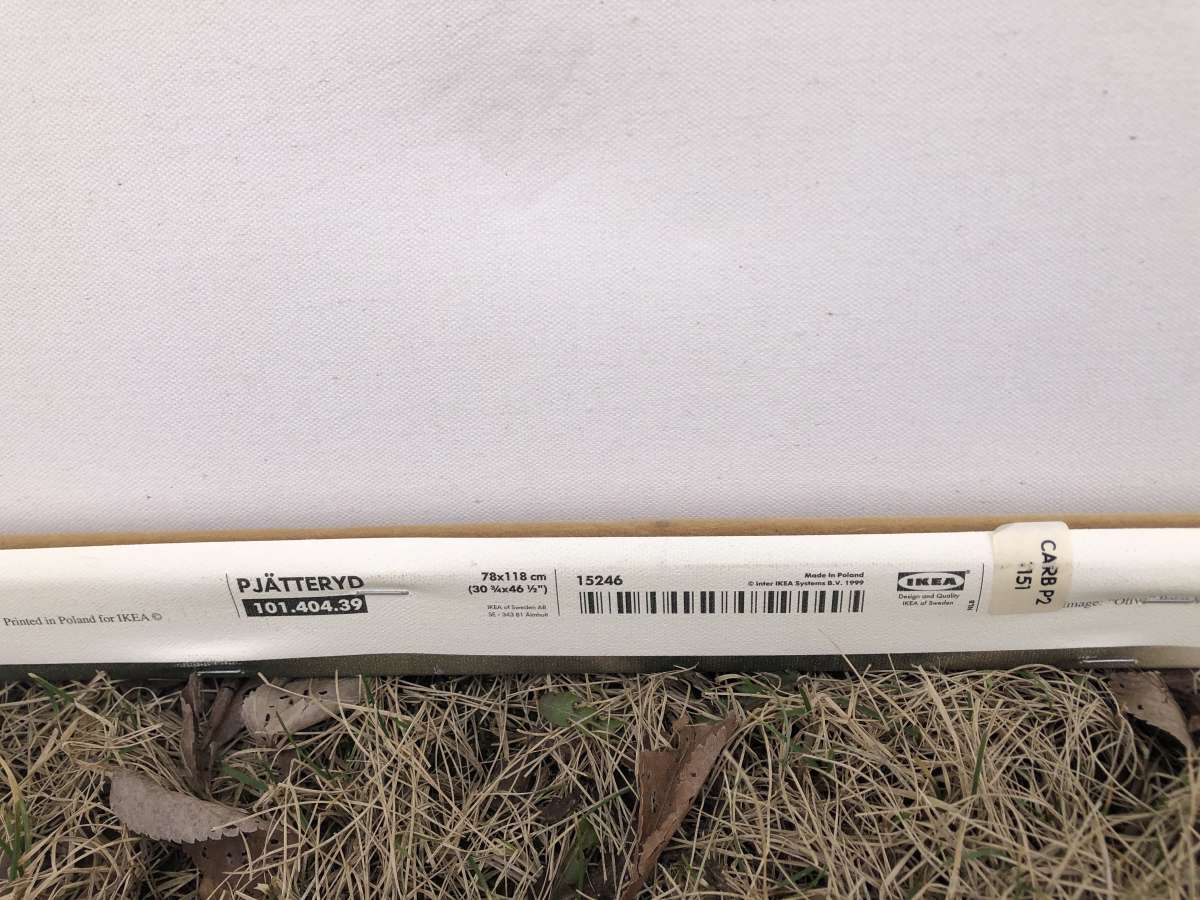 Printed in Poland for IKEA ©
PJÄTTERYD
101.404.39
78x118 cm
(30 ¾x46 ½")
IKEA of Sweden AB
SE - 343 81 Älmhult
15246
Made in Poland
© Inter IKEA Systems B.V. 1999
IKEA
Design and Quality
IKEA of Sweden
CARB P2
image. "Olive